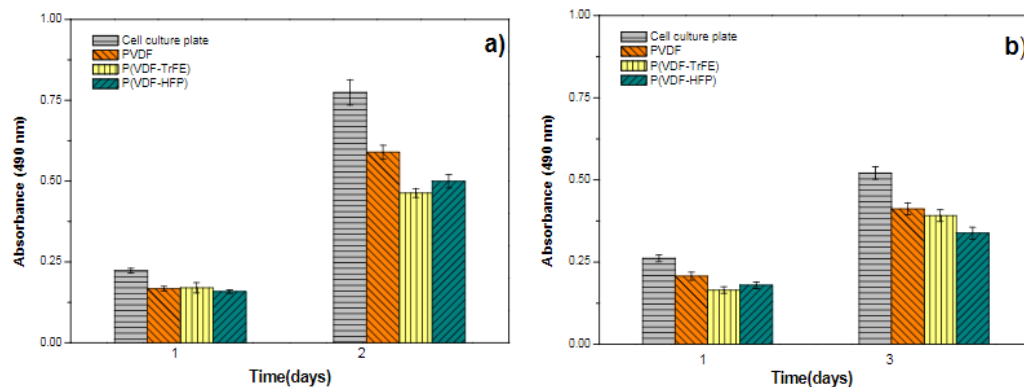 1.00
0.75
0.50
0.25
0.00
Absorbance (490 nm)
Cell culture plate
PVDF
P(VDF-TrFE)
P(VDF-HFP)
a)
1
2
Time(days)
1.00
0.75
0.50
0.25
0.00
Absorbance (490 nm)
Cell culture plate
PVDF
P(VDF-TrFE)
P(VDF-HFP)
b)
1
3
Time(days)